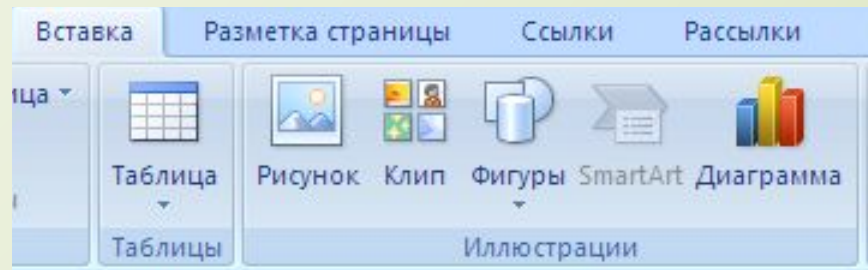 Вставка Разметка страницы Ссылки Рассылки
Таблица Рисунок Клип Фигуры SmartArt Диаграмма
Таблицы Иллюстрации